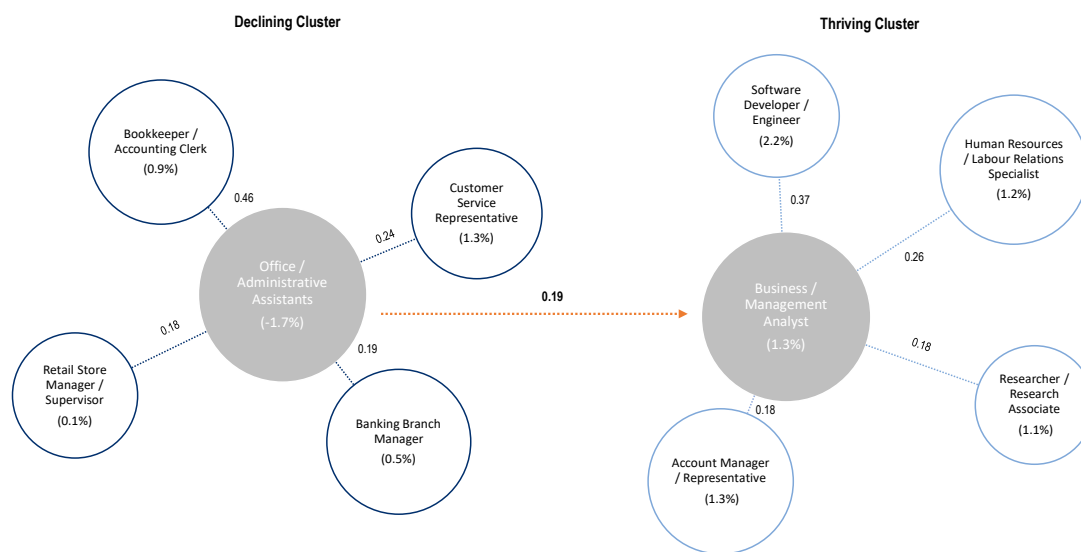 Declining Cluster
Thriving Cluster
Bookkeeper /
Accounting Clerk
(0.9%)
0.46
Customer
Service
Representative
(1.3%)
0.24
Office /
Administrative
Assistants
(-1.7%)
0.18
Retail Store
Manager /
Supervisor
(0.1%)
0.19
Banking Branch
Manager
(0.5%)
0.19
Software
Developer /
Engineer
(2.2%)
0.37
Human Resources
/ Labour Relations
Specialist
(1.2%)
0.26
Business /
Management
Analyst
(1.3%)
0.18
Researcher /
Research
Associate
(1.1%)
0.18
Account Manager
/ Representative
(1.3%)